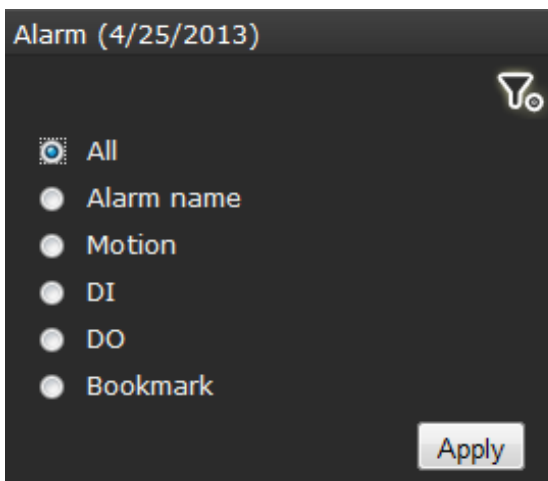 Alarm (4/25/2013)
All
Alarm name
Motion
DI
DO
Bookmark
Apply